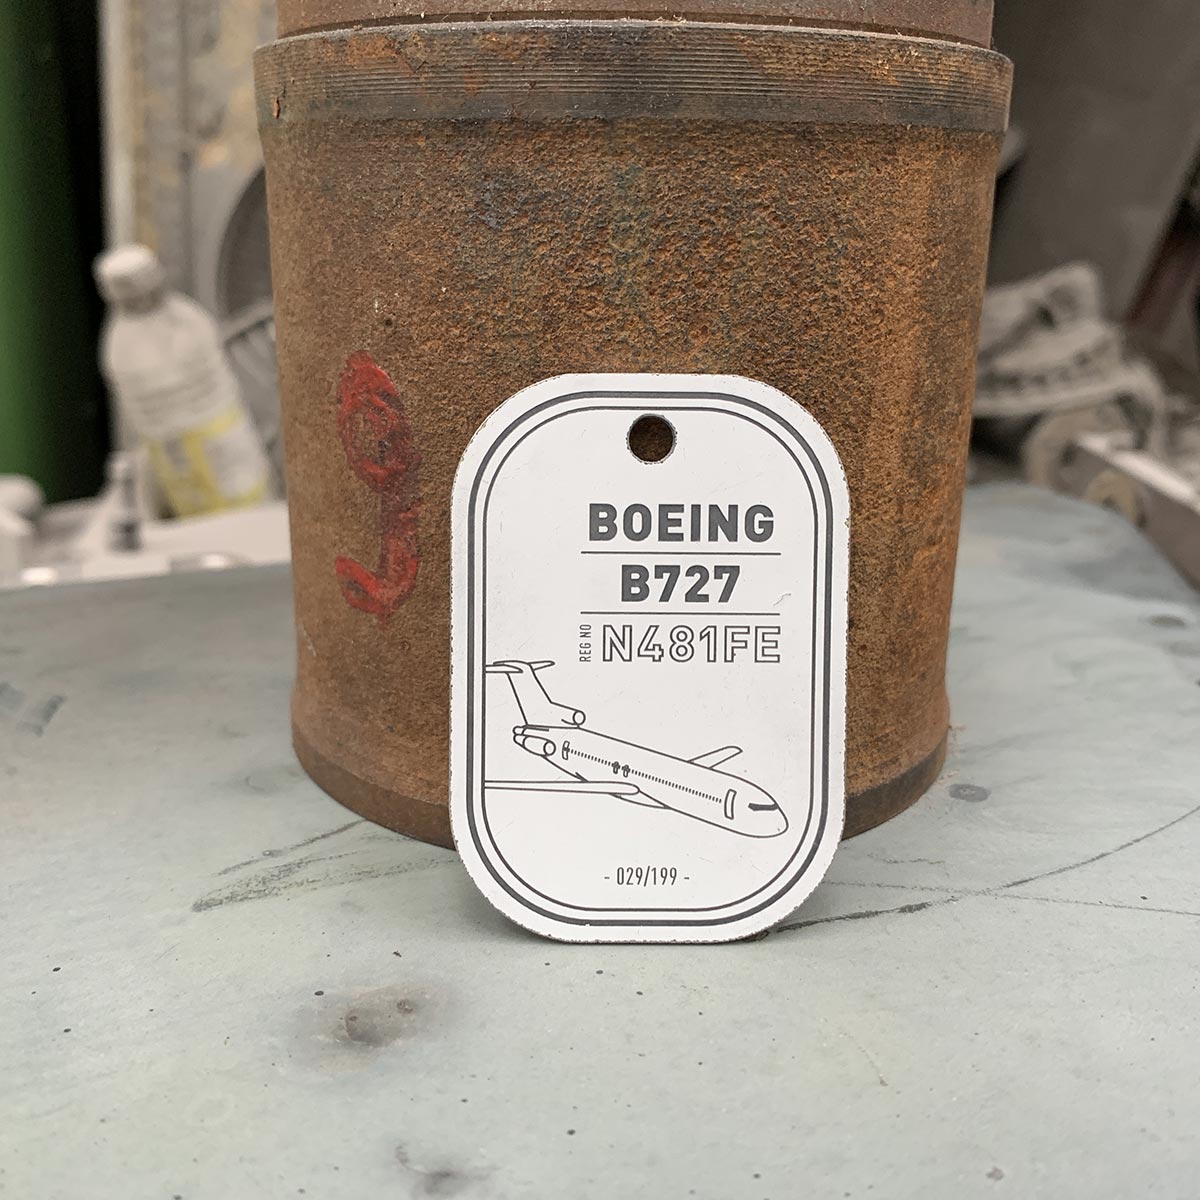 BOEING
B727
REG NO N481FE
- 029/199 -